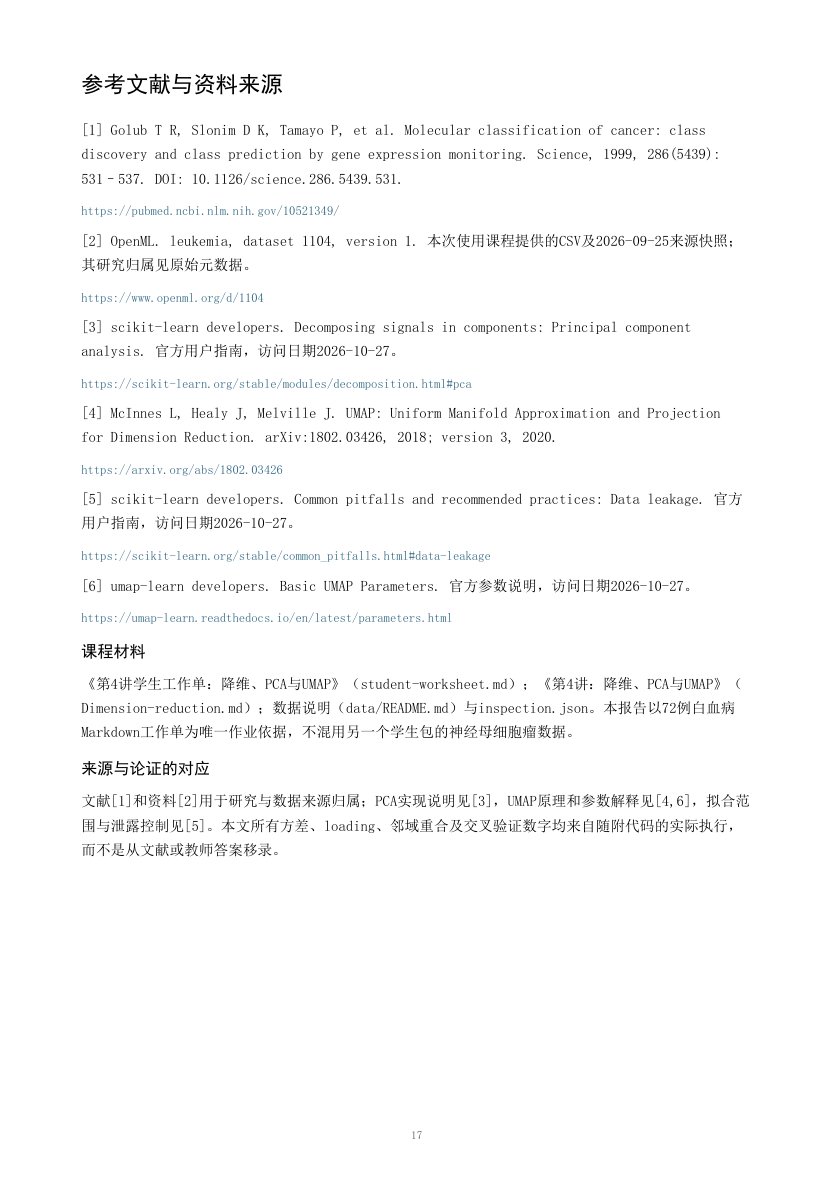 参考文献与资料来源
[1] Golub T R, Slonim D K, Tamayo P, et al. Molecular classification of cancer: class
discovery and class prediction by gene expression monitoring. Science, 1999, 286(5439):
531–537. DOI: 10.1126/science.286.5439.531.
https://pubmed.ncbi.nlm.nih.gov/10521349/
[2] OpenML. leukemia, dataset 1104, version 1. 本次使用课程提供的CSV及2026-09-25来源快照；
其研究归属见原始元数据。
https://www.openml.org/d/1104
[3] scikit-learn developers. Decomposing signals in components: Principal component
analysis. 官方用户指南，访问日期2026-10-27。
https://scikit-learn.org/stable/modules/decomposition.html#pca
[4] McInnes L, Healy J, Melville J. UMAP: Uniform Manifold Approximation and Projection
for Dimension Reduction. arXiv:1802.03426, 2018; version 3, 2020.
https://arxiv.org/abs/1802.03426
[5] scikit-learn developers. Common pitfalls and recommended practices: Data leakage. 官方
用户指南，访问日期2026-10-27。
https://scikit-learn.org/stable/common_pitfalls.html#data-leakage
[6] umap-learn developers. Basic UMAP Parameters. 官方参数说明，访问日期2026-10-27。
https://umap-learn.readthedocs.io/en/latest/parameters.html
课程材料
《第4讲学生工作单：降维、PCA与UMAP》（student-worksheet.md）；《第4讲：降维、PCA与UMAP》（
Dimension-reduction.md）；数据说明（data/README.md）与inspection.json。本报告以72例白血病
Markdown工作单为唯一作业依据，不混用另一个学生包的神经母细胞瘤数据。
来源与论证的对应
文献[1]和资料[2]用于研究与数据来源归属；PCA实现说明见[3]，UMAP原理和参数解释见[4,6]，拟合范
围与泄露控制见[5]。本文所有方差、loading、邻域重合及交叉验证数字均来自随附代码的实际执行，
而不是从文献或教师答案移录。
17